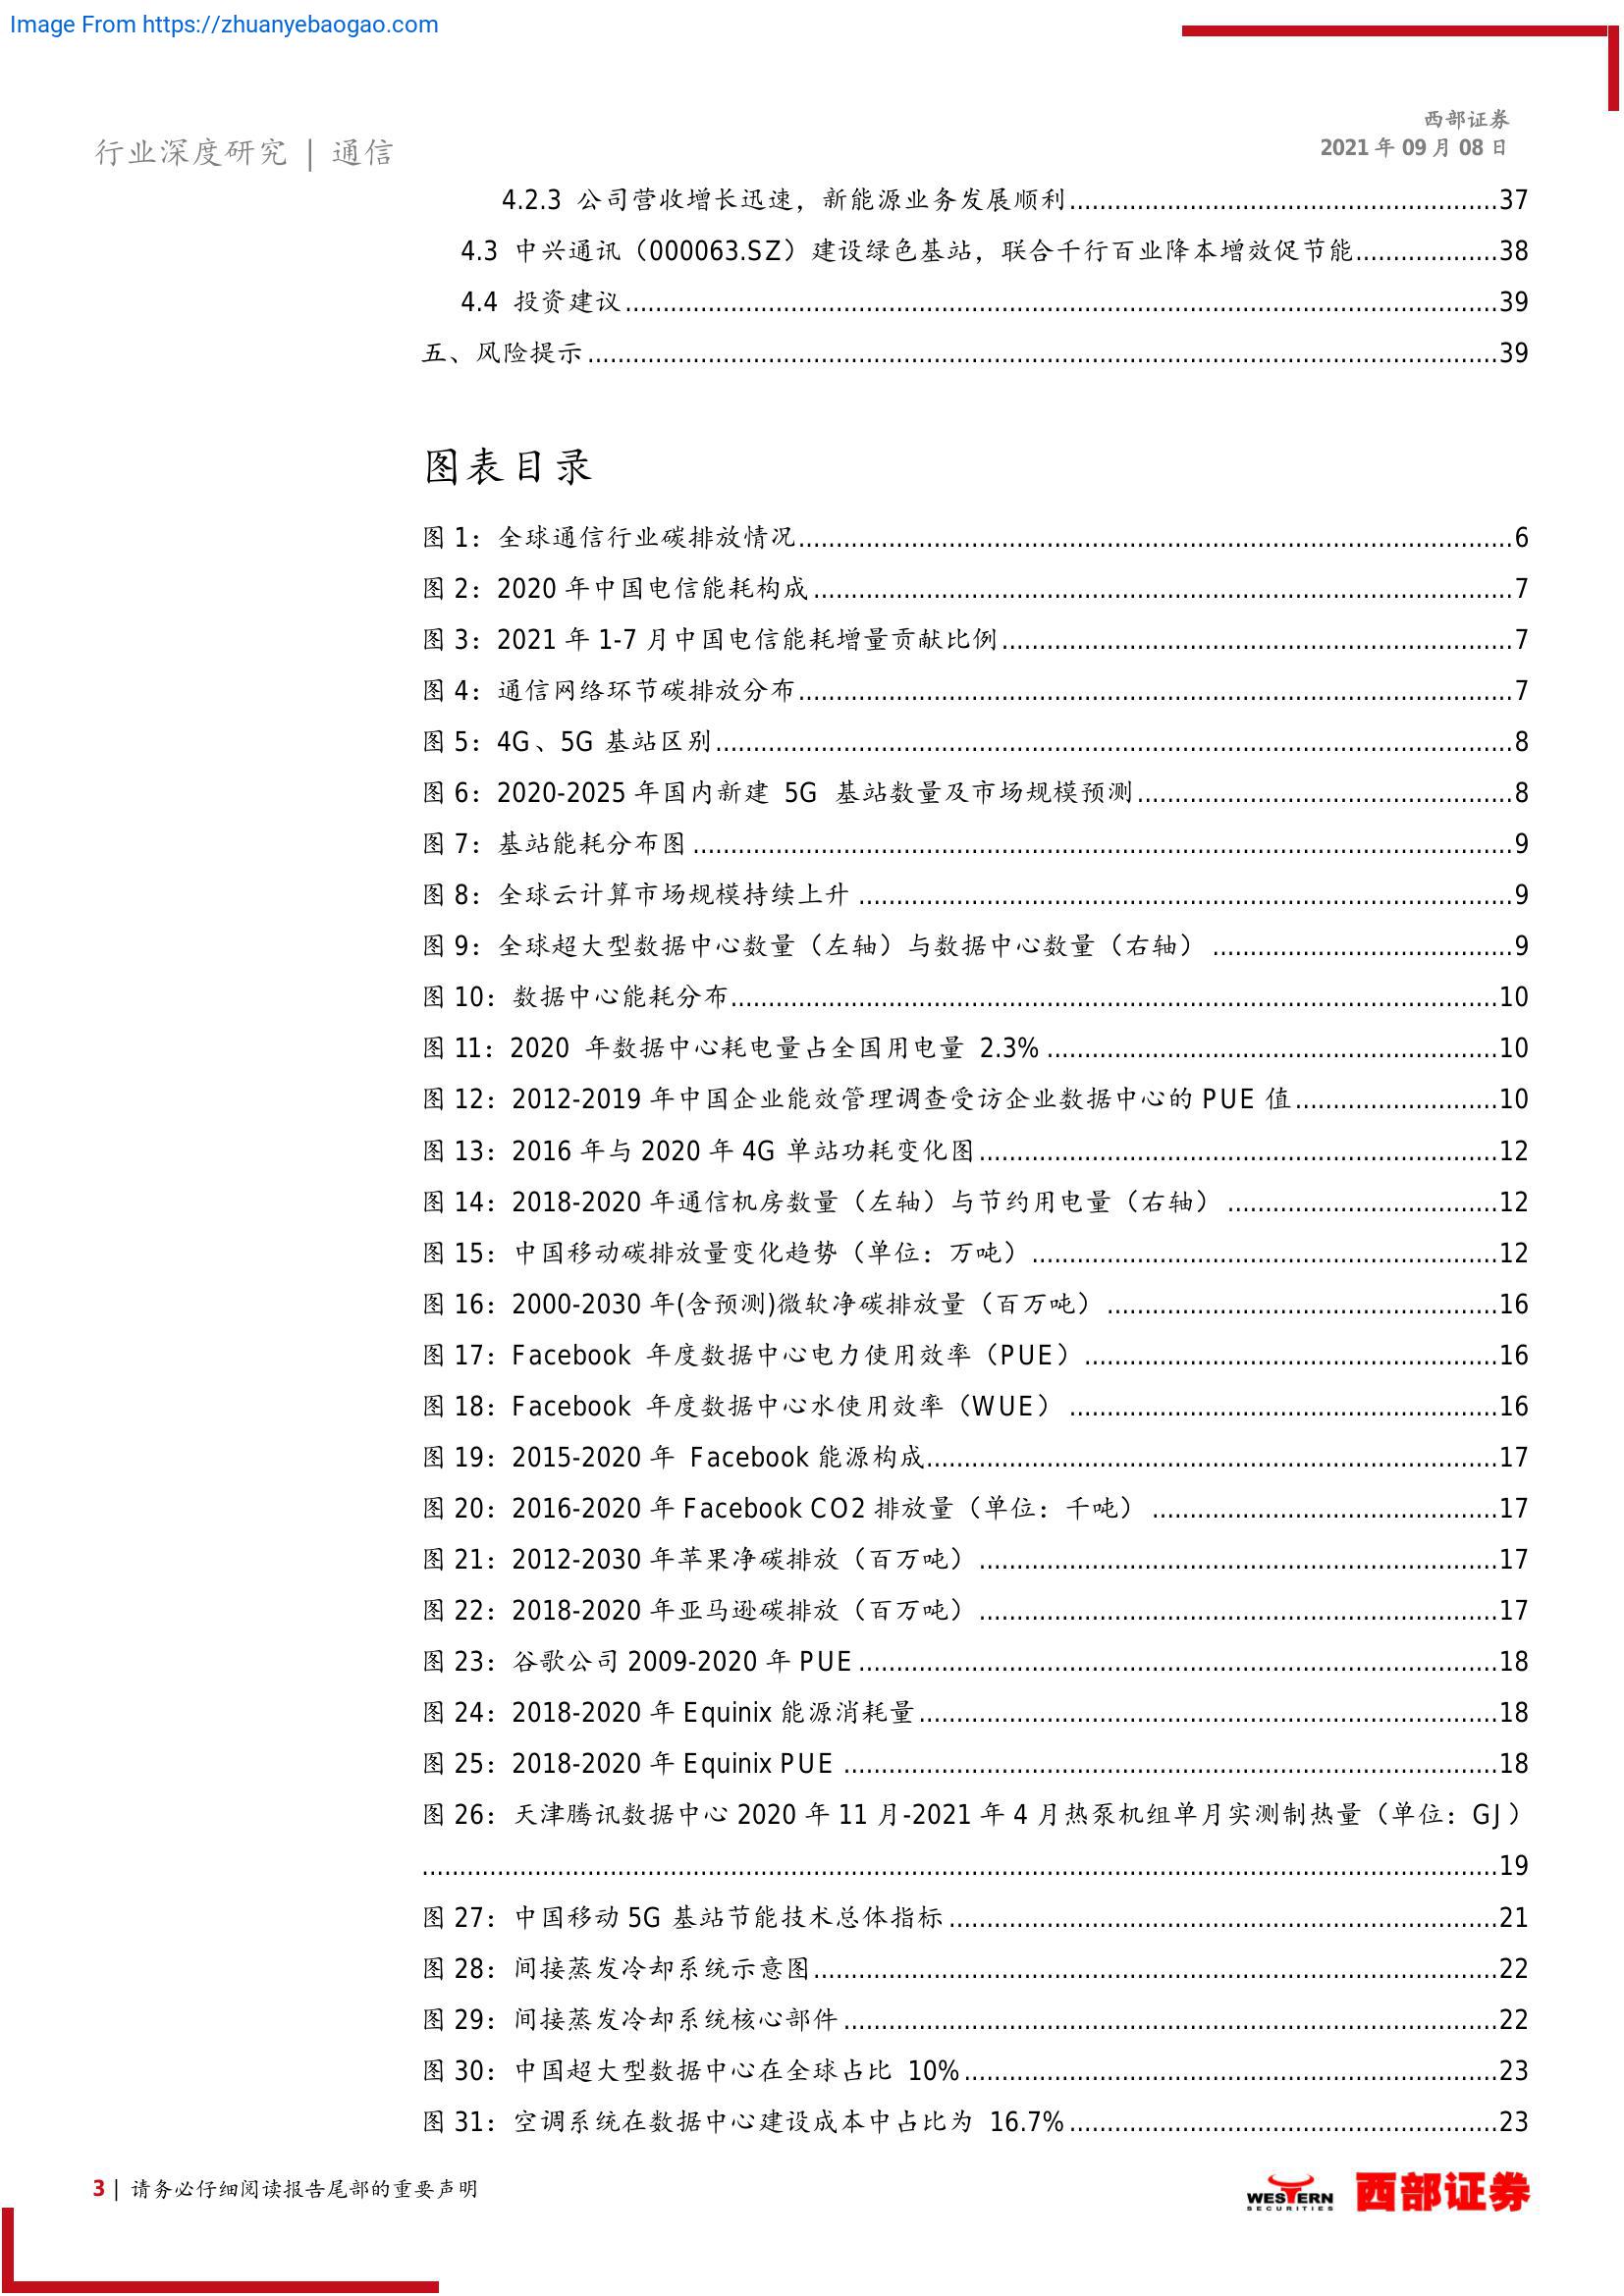 Image From https://zhuanyebaogao.com
西部证券
2021 年 09 月 08 日
行业深度研究 | 通信
4.2.3 公司营收增长迅速，新能源业务发展顺利 37
4.3 中兴通讯（000063.SZ）建设绿色基站，联合千行百业降本增效促节能 38
4.4 投资建议 39
五、风险提示 39
图表目录
图 1：全球通信行业碳排放情况 6
图 2：2020 年中国电信能耗构成 7
图 3：2021 年 1-7 月中国电信能耗增量贡献比例 7
图 4：通信网络环节碳排放分布 7
图 5：4G、5G 基站区别 8
图 6：2020-2025 年国内新建 5G 基站数量及市场规模预测 8
图 7：基站能耗分布图 9
图 8：全球云计算市场规模持续上升 9
图 9：全球超大型数据中心数量（左轴）与数据中心数量（右轴） 9
图 10：数据中心能耗分布 10
图 11：2020 年数据中心耗电量占全国用电量 2.3% 10
图 12：2012-2019 年中国企业能效管理调查受访企业数据中心的 PUE 值 10
图 13：2016 年与 2020 年 4G 单站功耗变化图 12
图 14：2018-2020 年通信机房数量（左轴）与节约用电量（右轴） 12
图 15：中国移动碳排放量变化趋势（单位：万吨） 12
图 16：2000-2030 年(含预测)微软净碳排放量（百万吨） 16
图 17：Facebook 年度数据中心电力使用效率（PUE） 16
图 18：Facebook 年度数据中心水使用效率（WUE） 16
图 19：2015-2020 年 Facebook 能源构成 17
图 20：2016-2020 年 Facebook CO2 排放量（单位：千吨） 17
图 21：2012-2030 年苹果净碳排放（百万吨） 17
图 22：2018-2020 年亚马逊碳排放（百万吨） 17
图 23：谷歌公司 2009-2020 年 PUE 18
图 24：2018-2020 年 Equinix 能源消耗量 18
图 25：2018-2020 年 Equinix PUE 18
图 26：天津腾讯数据中心 2020 年 11 月-2021 年 4 月热泵机组单月实测制热量（单位：GJ）
19
图 27：中国移动 5G 基站节能技术总体指标 21
图 28：间接蒸发冷却系统示意图 22
图 29：间接蒸发冷却系统核心部件 22
图 30：中国超大型数据中心在全球占比 10% 23
图 31：空调系统在数据中心建设成本中占比为 16.7% 23
3 | 请务必仔细阅读报告尾部的重要声明
WESTERN
SECURITIES
西部证券